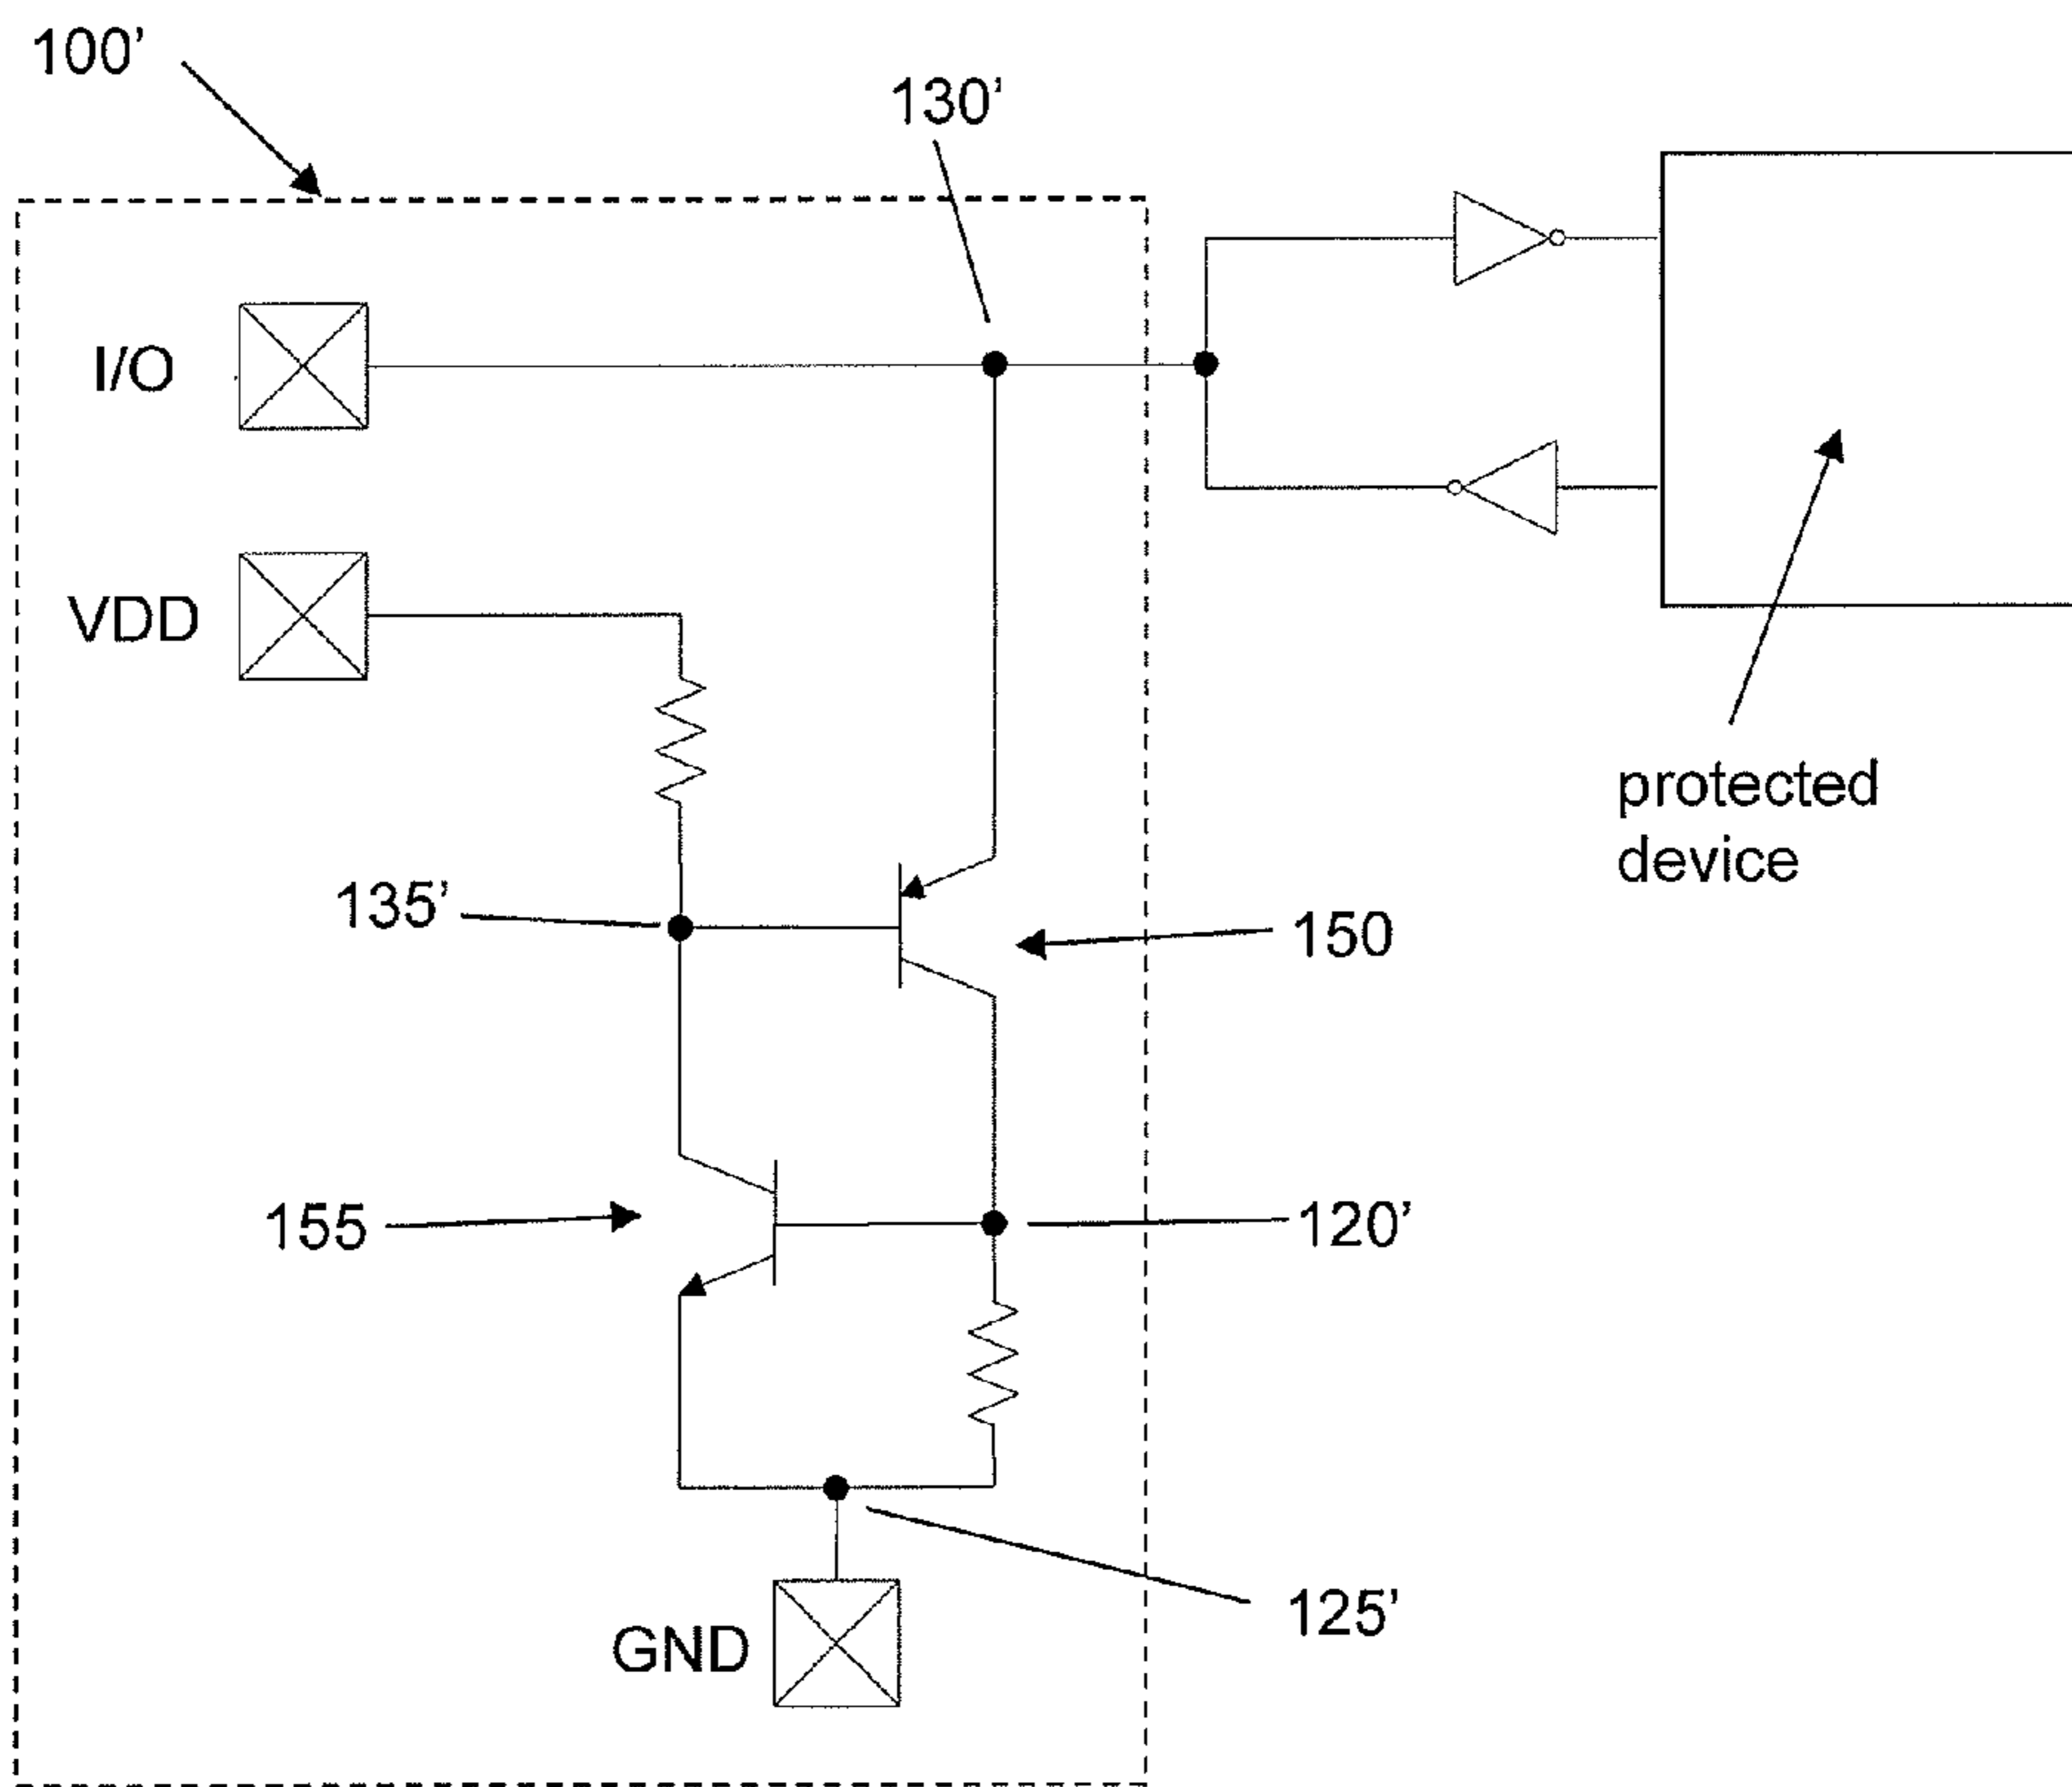 100’
130’
I/O
VDD
protected
device
135’
150
155
120’
125’
GND